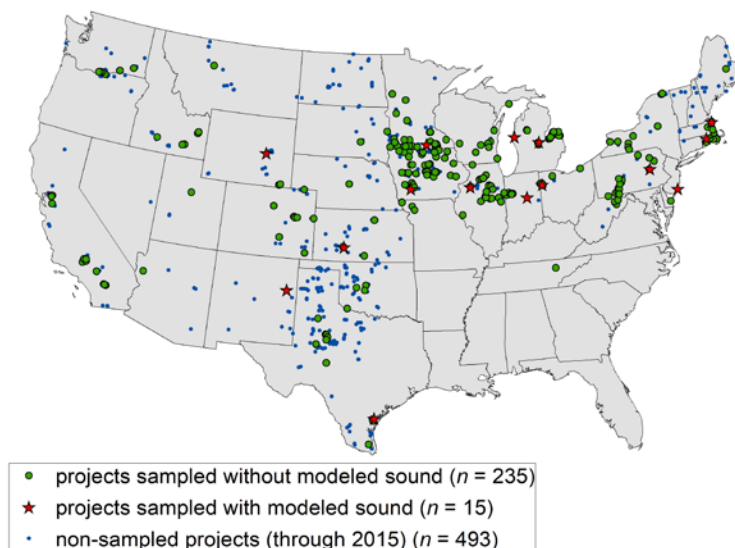 projects sampled without modeled sound (n = 235)
projects sampled with modeled sound (n = 15)
non-sampled projects (through 2015) (n = 493)